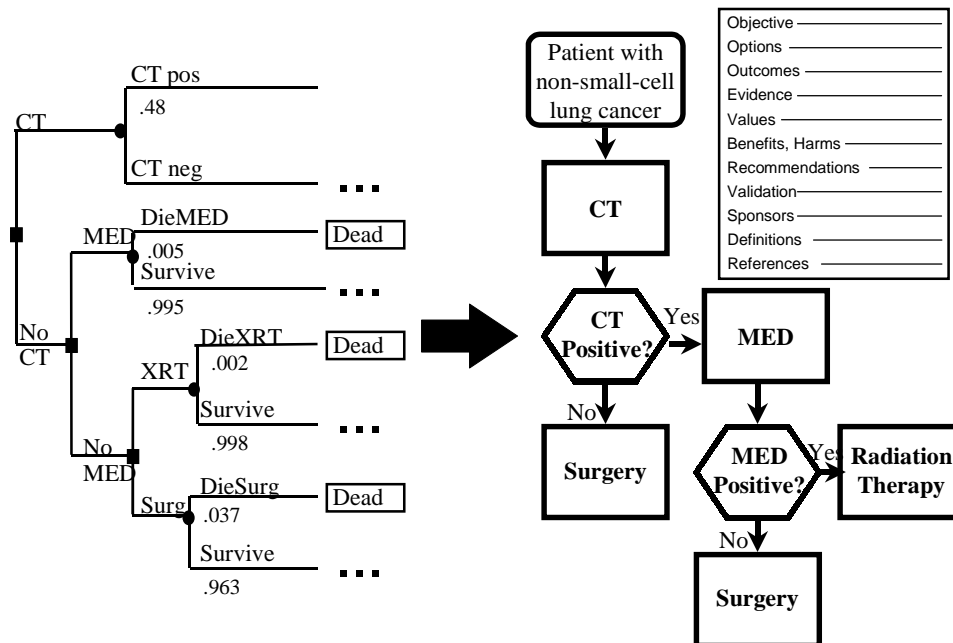 CT pos
.48
CT
CT neg
...
DieMED
Dead
MED
.005
Survive
...
.995
No
CT
DieXRT
Dead
.002
XRT
Survive
.998
...
No
MED
DieSurg
Dead
Surg
.037
Survive
.963
...
Patient with
non-small-cell
lung cancer
CT
CT
Positive?
Yes
MED
No
Surgery
MED
Positive?
Yes
Radiation
Therapy
No
Surgery
Objective
Options
Outcomes
Evidence
Values
Benefits, Harms
Recommendations
Validation
Sponsors
Definitions
References